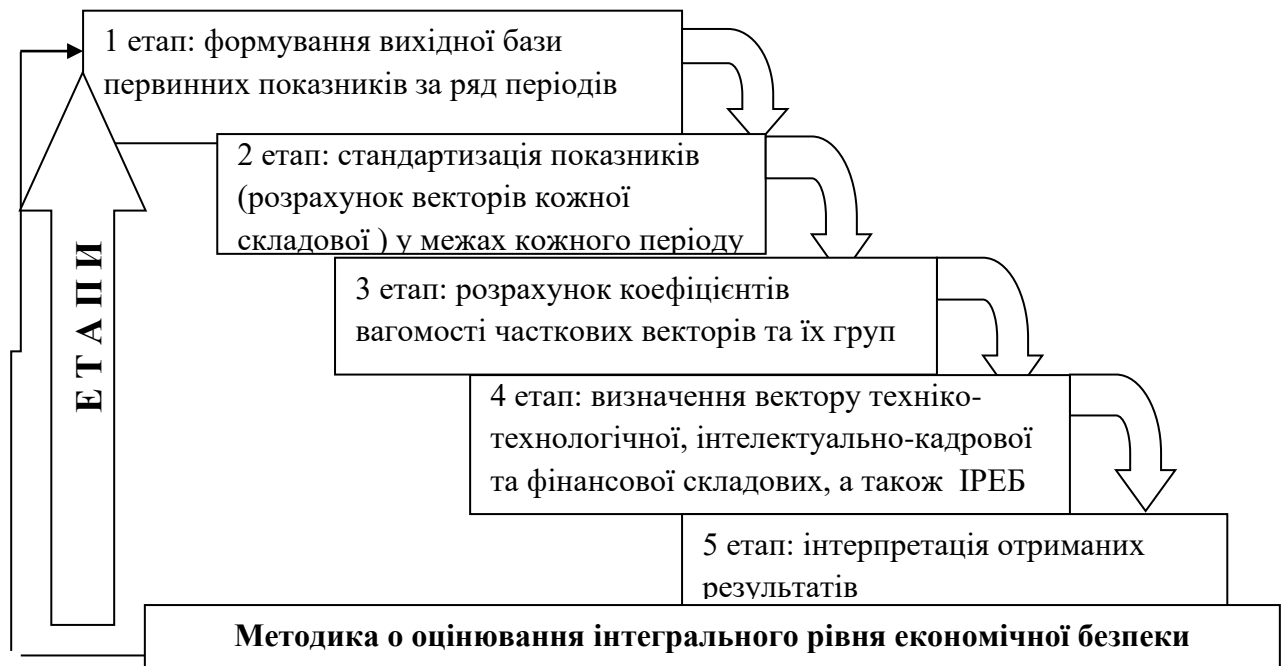 1 етап: формування вихідної бази
первинних показників за ряд періодів
2 етап: стандартизація показників
(розрахунок векторів кожної
складової ) у межах кожного періоду
3 етап: розрахунок коефіцієнтів
вагомості часткових векторів та їх груп
4 етап: визначення вектору техніко-
технологічної, інтелектуально-кадрової
та фінансової складових, а також ІРЕБ
5 етап: інтерпретація отриманих
результатів
ЕТАПИ
Методика о оцінювання інтегрального рівня економічної безпеки